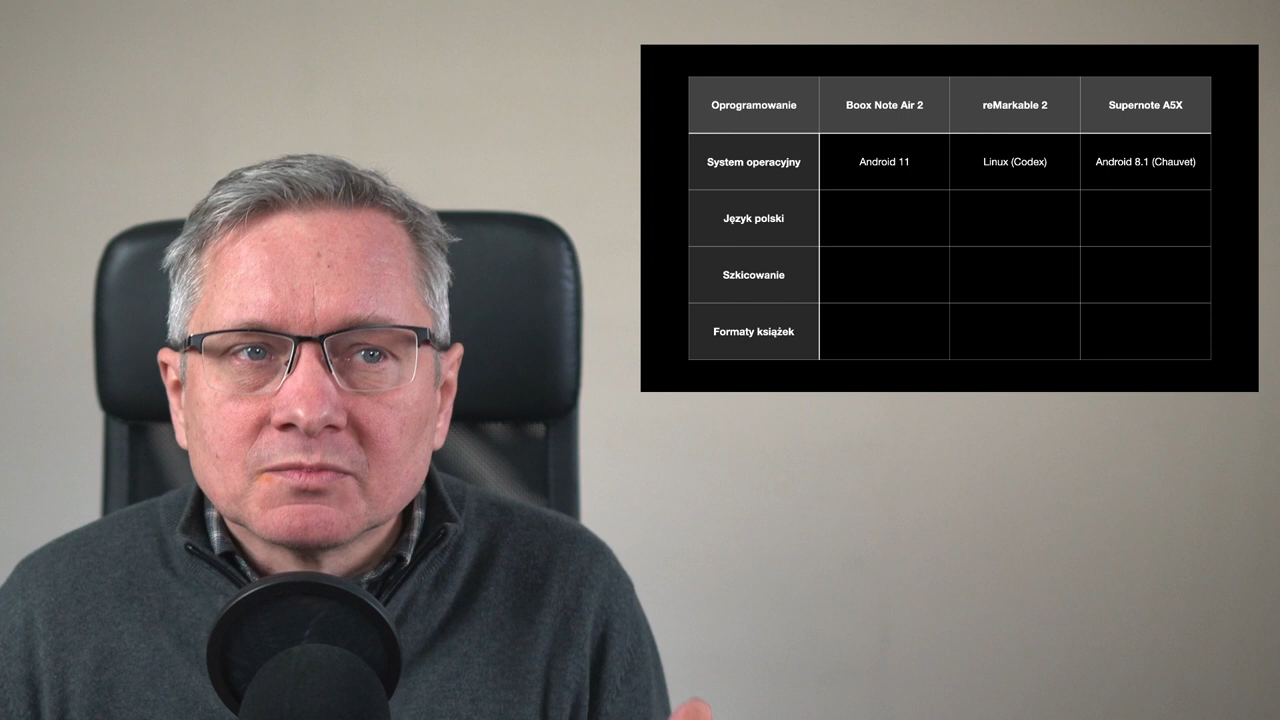 Oprogramowanie Boox Note Air 2 reMarkable 2 Supernote A5X
System operacyjny Android 11 Linux (Codex) Android 8.1 (Chauvet)
Język polski
Szkicowanie
Formaty książek